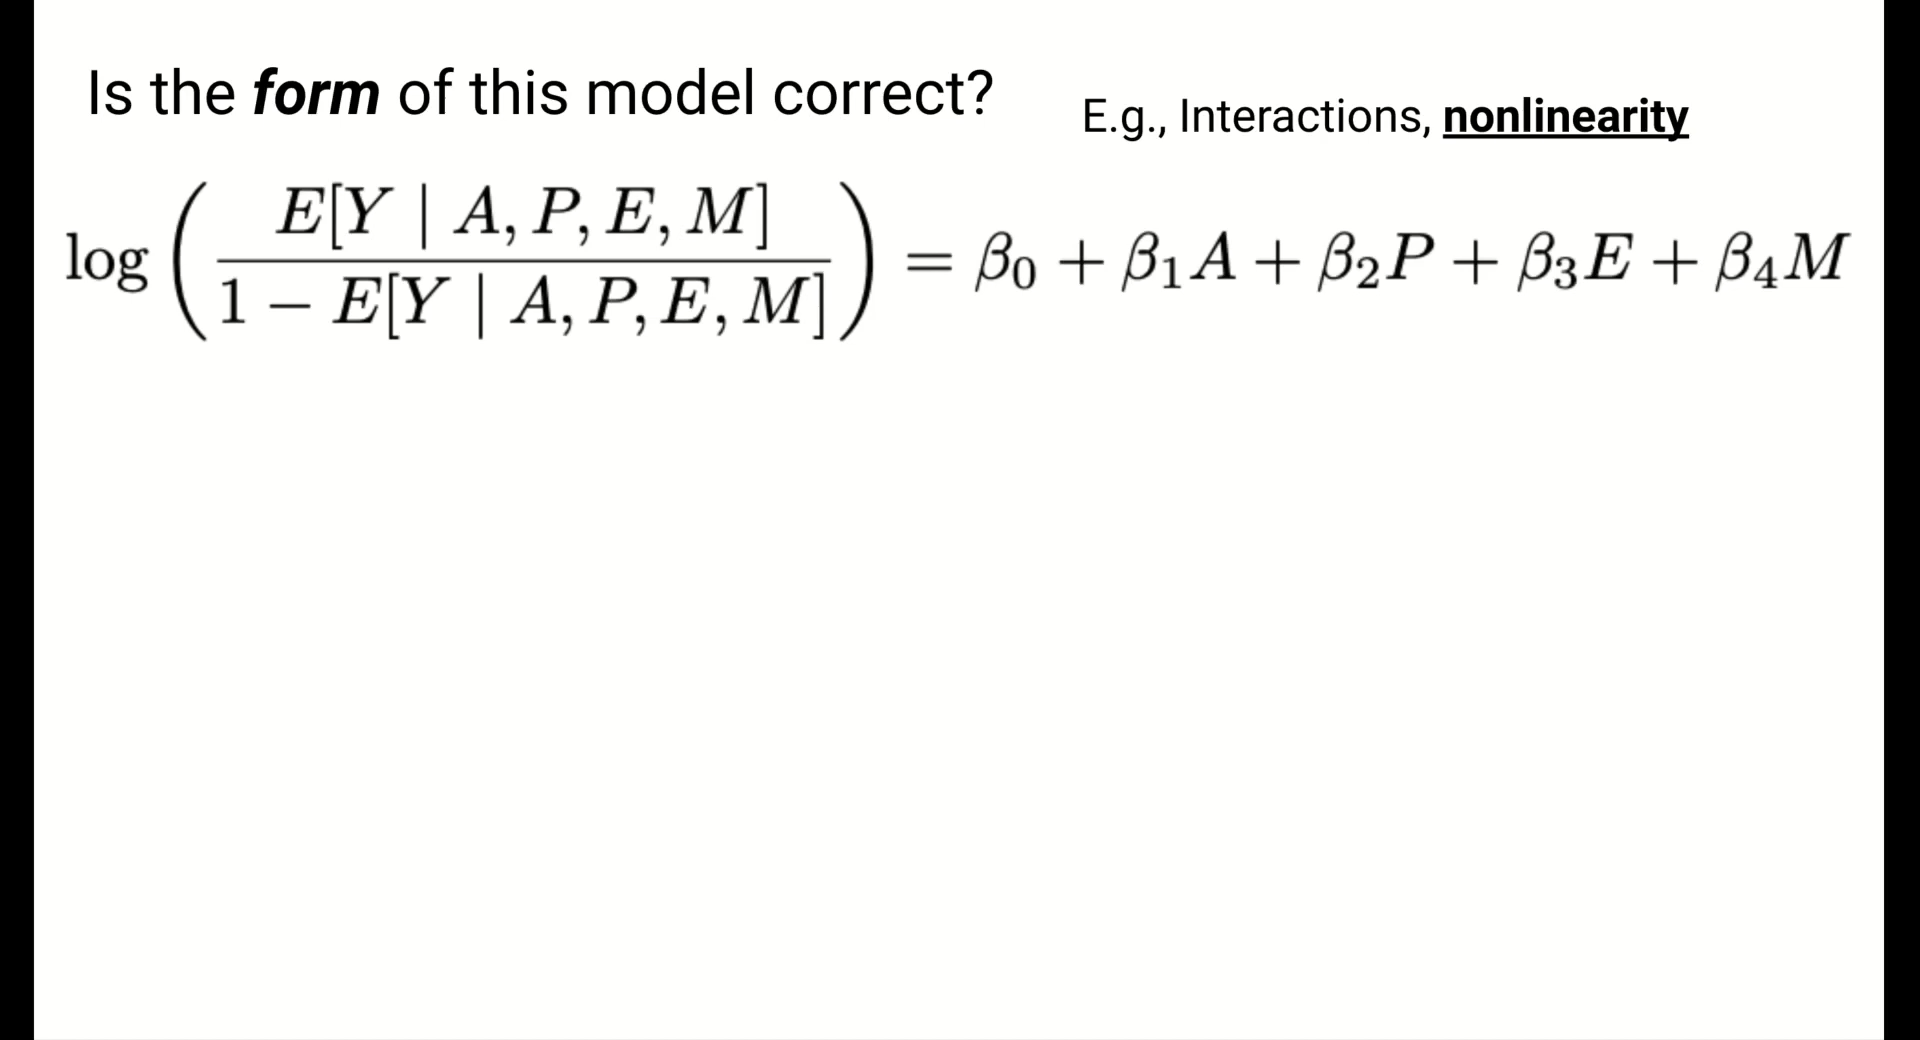 Is the form of this model correct?
E.g., Interactions, nonlinearity
log ( E[Y | A, P, E, M] / 1 − E[Y | A, P, E, M] ) = β₀ + β₁A + β₂P + β₃E + β₄M